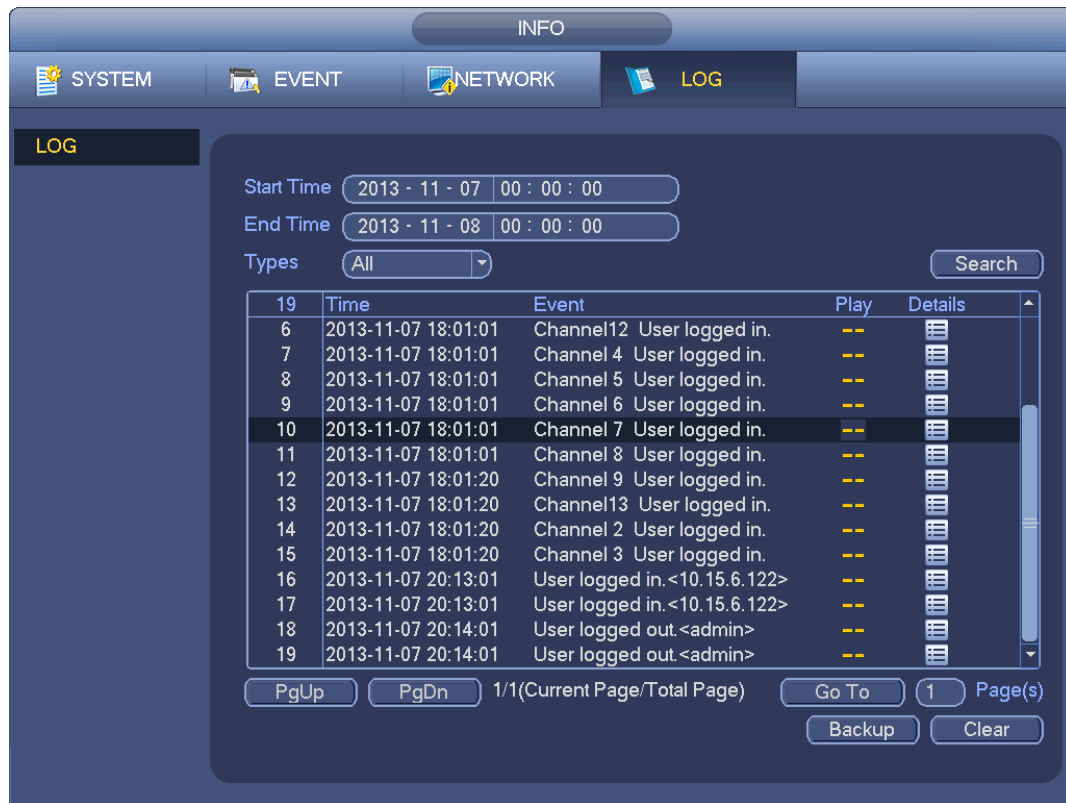 INFO
SYSTEM EVENT NETWORK LOG
LOG
Start Time 2013 - 11 - 07 00 : 00 : 00
End Time 2013 - 11 - 08 00 : 00 : 00
Types All Search
19 Time Event Play Details
6 2013-11-07 18:01:01 Channel12 User logged in. --
7 2013-11-07 18:01:01 Channel 4 User logged in. --
8 2013-11-07 18:01:01 Channel 5 User logged in. --
9 2013-11-07 18:01:01 Channel 6 User logged in. --
10 2013-11-07 18:01:01 Channel 7 User logged in. --
11 2013-11-07 18:01:01 Channel 8 User logged in. --
12 2013-11-07 18:01:20 Channel 9 User logged in. --
13 2013-11-07 18:01:20 Channel13 User logged in. --
14 2013-11-07 18:01:20 Channel 2 User logged in. --
15 2013-11-07 18:01:20 Channel 3 User logged in. --
16 2013-11-07 20:13:01 User logged in.<10.15.6.122> --
17 2013-11-07 20:13:01 User logged in.<10.15.6.122> --
18 2013-11-07 20:14:01 User logged out.<admin> --
19 2013-11-07 20:14:01 User logged out.<admin> --
PgUp PgDn 1/1(Current Page/Total Page) Go To 1 Page(s)
Backup Clear